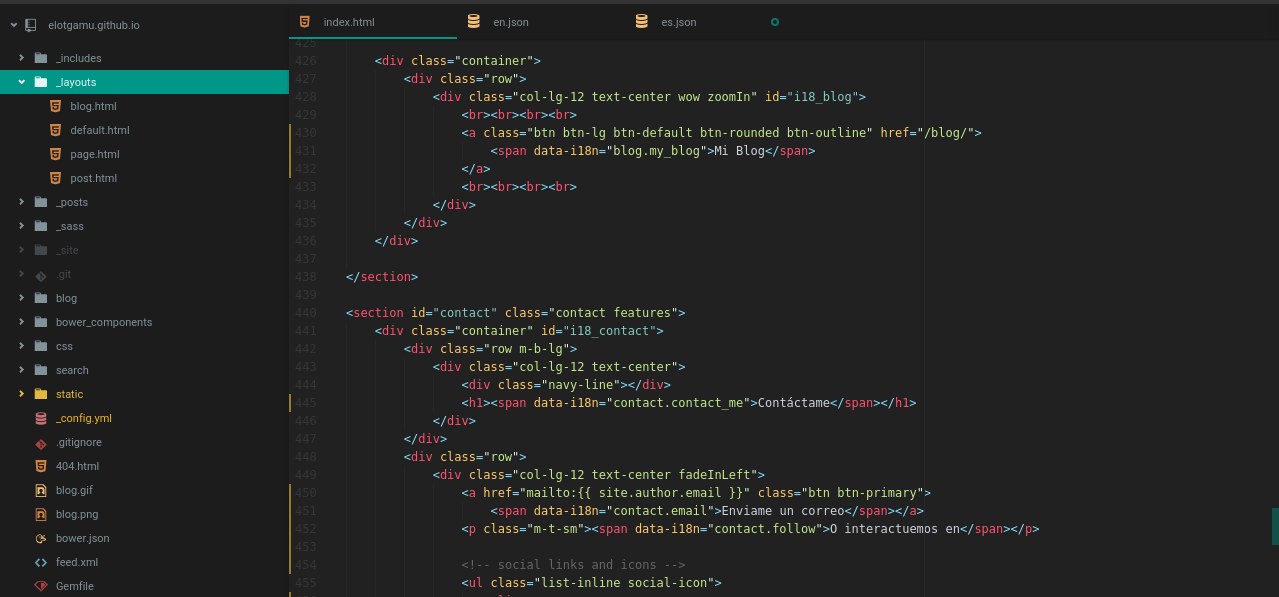 elotgamu.github.io
_includes
_layouts
blog.html
default.html
page.html
post.html
_posts
_sass
_site
.git
blog
bower_components
css
search
static
_config.yml
.gitignore
404.html
blog.gif
blog.png
bower.json
feed.xml
Gemfile
index.html
en.json
es.json
425
426 <div class="container">
427 <div class="row">
428 <div class="col-lg-12 text-center wow zoomIn" id="i18_blog">
429 <br><br><br><br>
430 <a class="btn btn-lg btn-default btn-rounded btn-outline" href="/blog/">
431 <span data-i18n="blog.my_blog">Mi Blog</span>
432 </a>
433 <br><br><br><br>
434 </div>
435 </div>
436 </div>
437
438 </section>
439
440 <section id="contact" class="contact features">
441 <div class="container" id="i18_contact">
442 <div class="row m-b-lg">
443 <div class="col-lg-12 text-center">
444 <div class="navy-line"></div>
445 <h1><span data-i18n="contact.contact_me">Contáctame</span></h1>
446 </div>
447 </div>
448 <div class="row">
449 <div class="col-lg-12 text-center fadeInLeft">
450 <a href="mailto:{{ site.author.email }}" class="btn btn-primary">
451 <span data-i18n="contact.email">Enviame un correo</span></a>
452 <p class="m-t-sm"><span data-i18n="contact.follow">O interactuemos en</span></p>
453
454 <!-- social links and icons -->
455 <ul class="list-inline social-icon">